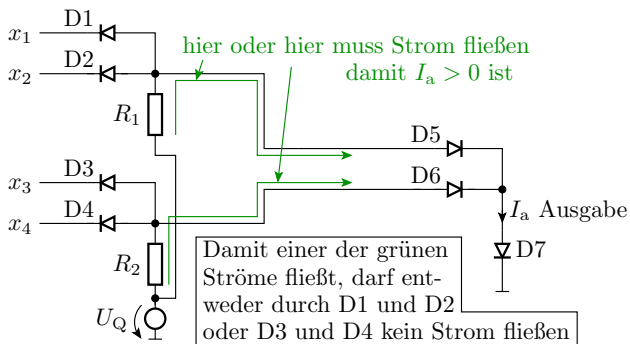 D1
x₁
hier oder hier muss Strom fließen
D2
x₂
damit Iₐ > 0 ist
R₁
D5
D3
D6
x₃
D4
x₄
Iₐ Ausgabe
Damit einer der grünen
D7
R₂
Ströme fließt, darf ent-
weder durch D1 und D2
U_Q
oder D3 und D4 kein Strom fließen